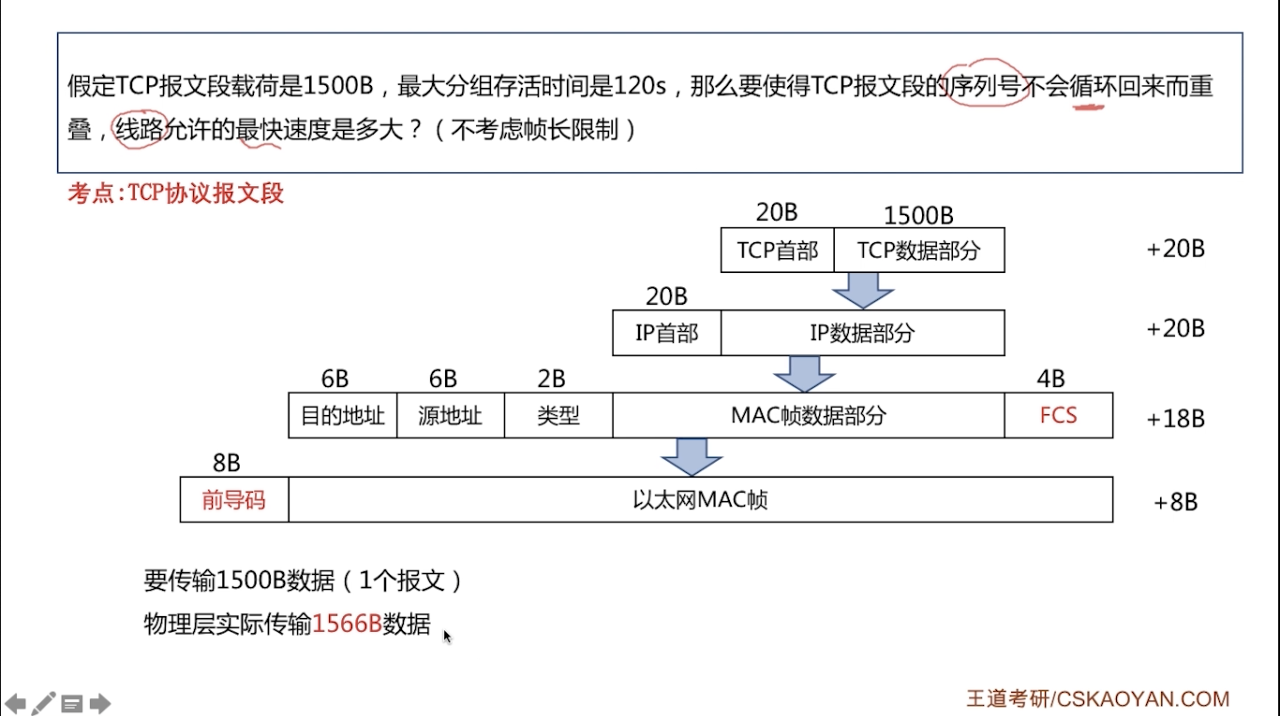 假定TCP报文段载荷是1500B，最大分组存活时间是120s，那么要使得TCP报文段的序列号不会循环回来而重
叠，线路允许的最快速度是多大？（不考虑帧长限制）
考点:TCP协议报文段
20B 1500B
TCP首部 TCP数据部分 +20B
20B
IP首部 IP数据部分 +20B
6B 6B 2B 4B
目的地址 源地址 类型 MAC帧数据部分 FCS +18B
8B
前导码 以太网MAC帧 +8B
要传输1500B数据（1个报文）
物理层实际传输1566B数据
王道考研/CSKAOYAN.COM